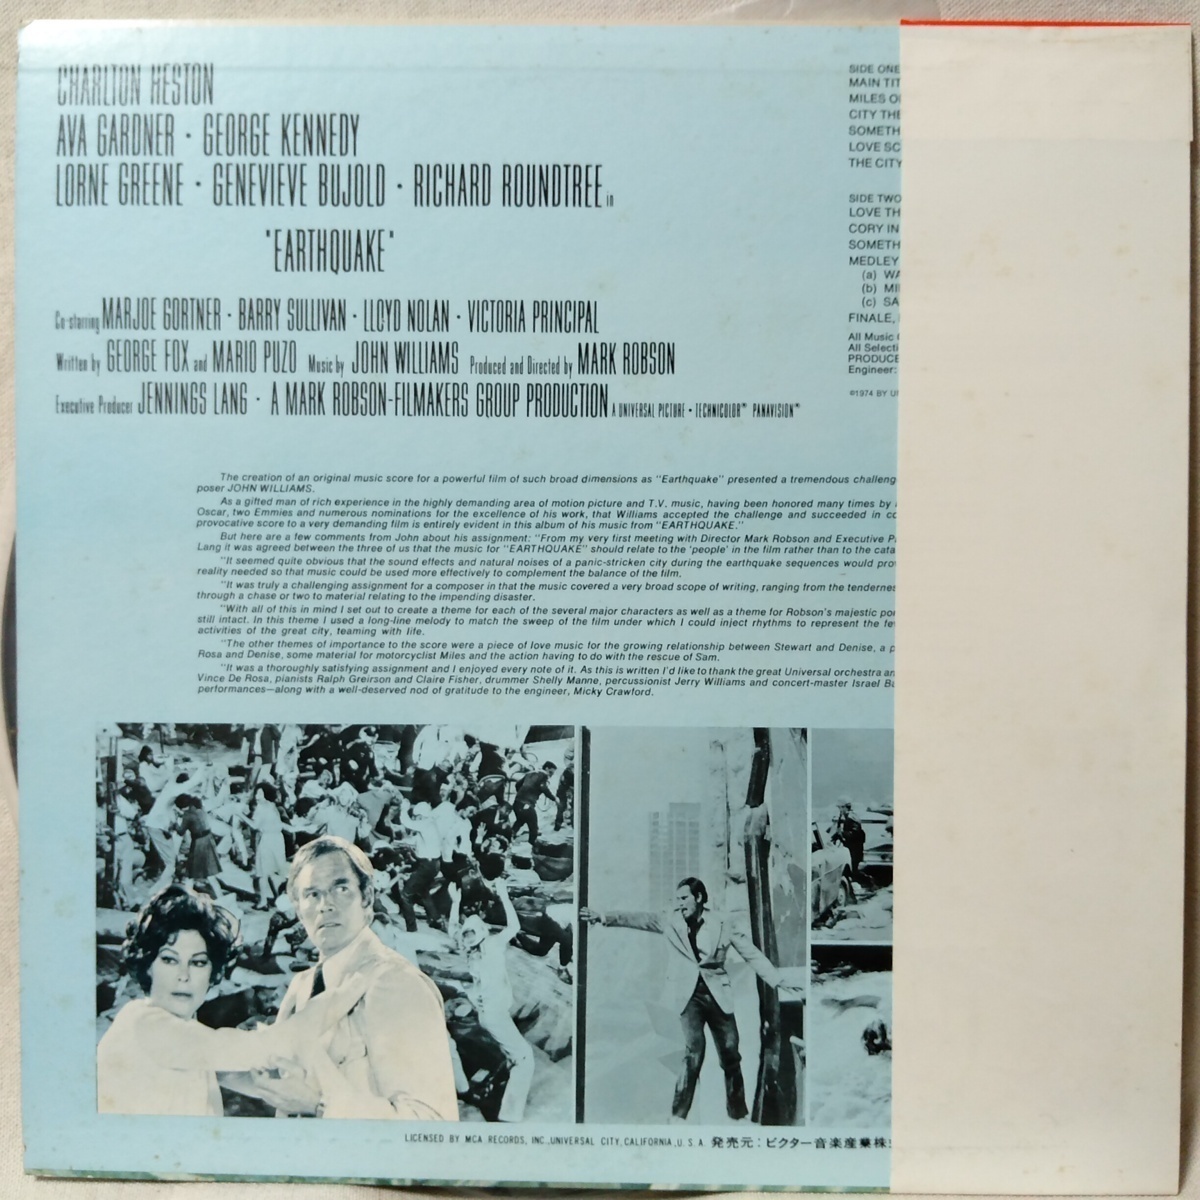 CHARLTON HESTON
AVA GARDNER · GEORGE KENNEDY
LORNE GREENE · GENEVIEVE BUJOLD · RICHARD ROUNDTREE in
"EARTHQUAKE"
Co-starring MARJOE GORTNER · BARRY SULLIVAN · LLOYD NOLAN · VICTORIA PRINCIPAL
Written by GEORGE FOX and MARIO PUZO Music by JOHN WILLIAMS Produced and Directed by MARK ROBSON
Executive Producer JENNINGS LANG · A MARK ROBSON-FILMAKERS GROUP PRODUCTION A UNIVERSAL PICTURE · TECHNICOLOR® PANAVISION®
SIDE ONE
MAIN TIT
MILES O
CITY THE
SOMETH
LOVE SC
THE CITY
SIDE TWO
LOVE TH
CORY IN
SOMETH
MEDLEY
(a) WA
(b) MI
(c) SA
FINALE,
All Music
All Selecti
PRODUCE
Engineer:
©1974 BY U
The creation of an original music score for a powerful film of such broad dimensions as "Earthquake" presented a tremendous challeng
poser JOHN WILLIAMS.
As a gifted man of rich experience in the highly demanding area of motion picture and T.V. music, having been honored many times by
Oscar, two Emmies and numerous nominations for the excellence of his work, that Williams accepted the challenge and succeeded in co
provocative score to a very demanding film is entirely evident in this album of his music from "EARTHQUAKE."
But here are a few comments from John about his assignment: "From my very first meeting with Director Mark Robson and Executive P
Lang it was agreed between the three of us that the music for "EARTHQUAKE" should relate to the 'people' in the film rather than to the cata
"It seemed quite obvious that the sound effects and natural noises of a panic-stricken city during the earthquake sequences would pro
reality needed so that music could be used more effectively to complement the balance of the film.
"It was truly a challenging assignment for a composer in that the music covered a very broad scope of writing, ranging from the tendernes
through a chase or two to material relating to the impending disaster.
"With all of this in mind I set out to create a theme for each of the several major characters as well as a theme for Robson's majestic po
still intact. In this theme I used a long-line melody to match the sweep of the film under which I could inject rhythms to represent the fe
activities of the great city, teaming with life.
"The other themes of importance to the score were a piece of love music for the growing relationship between Stewart and Denise, a p
Rosa and Denise, some material for motorcyclist Miles and the action having to do with the rescue of Sam.
"It was a thoroughly satisfying assignment and I enjoyed every note of it. As this is written I'd like to thank the great Universal orchestra an
Vince De Rosa, pianists Ralph Greirson and Claire Fisher, drummer Shelly Manne, percussionist Jerry Williams and concert-master Israel Ba
performances—along with a well-deserved nod of gratitude to the engineer, Micky Crawford.
LICENSED BY MCA RECORDS, INC.,UNIVERSAL CITY,CALIFORNIA,U.S.A. 発売元：ビクター音楽産業株